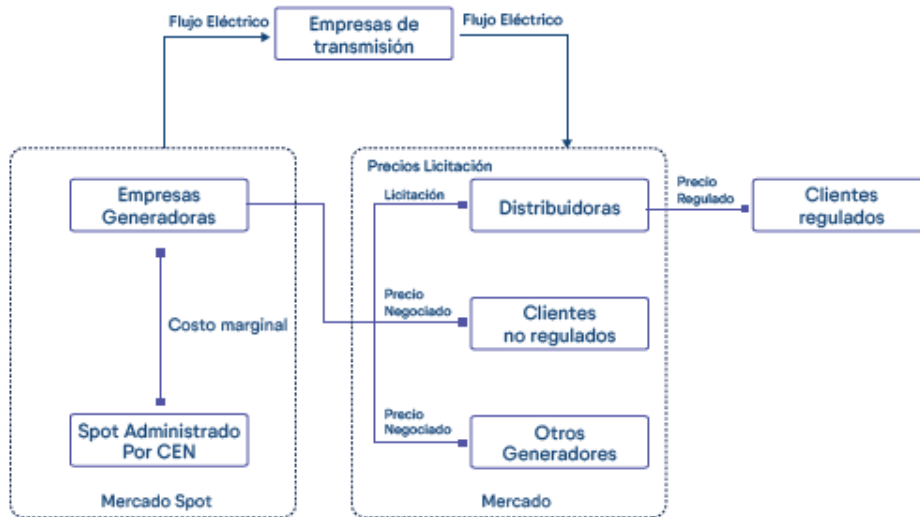 Flujo Eléctrico
Empresas de
transmisión
Flujo Eléctrico
Empresas
Generadoras
Costo marginal
Spot Administrado
Por CEN
Mercado Spot
Precios Licitación
Licitación
Distribuidoras
Precio
Regulado
Clientes
regulados
Precio
Negociado
Clientes
no regulados
Precio
Negociado
Otros
Generadores
Mercado